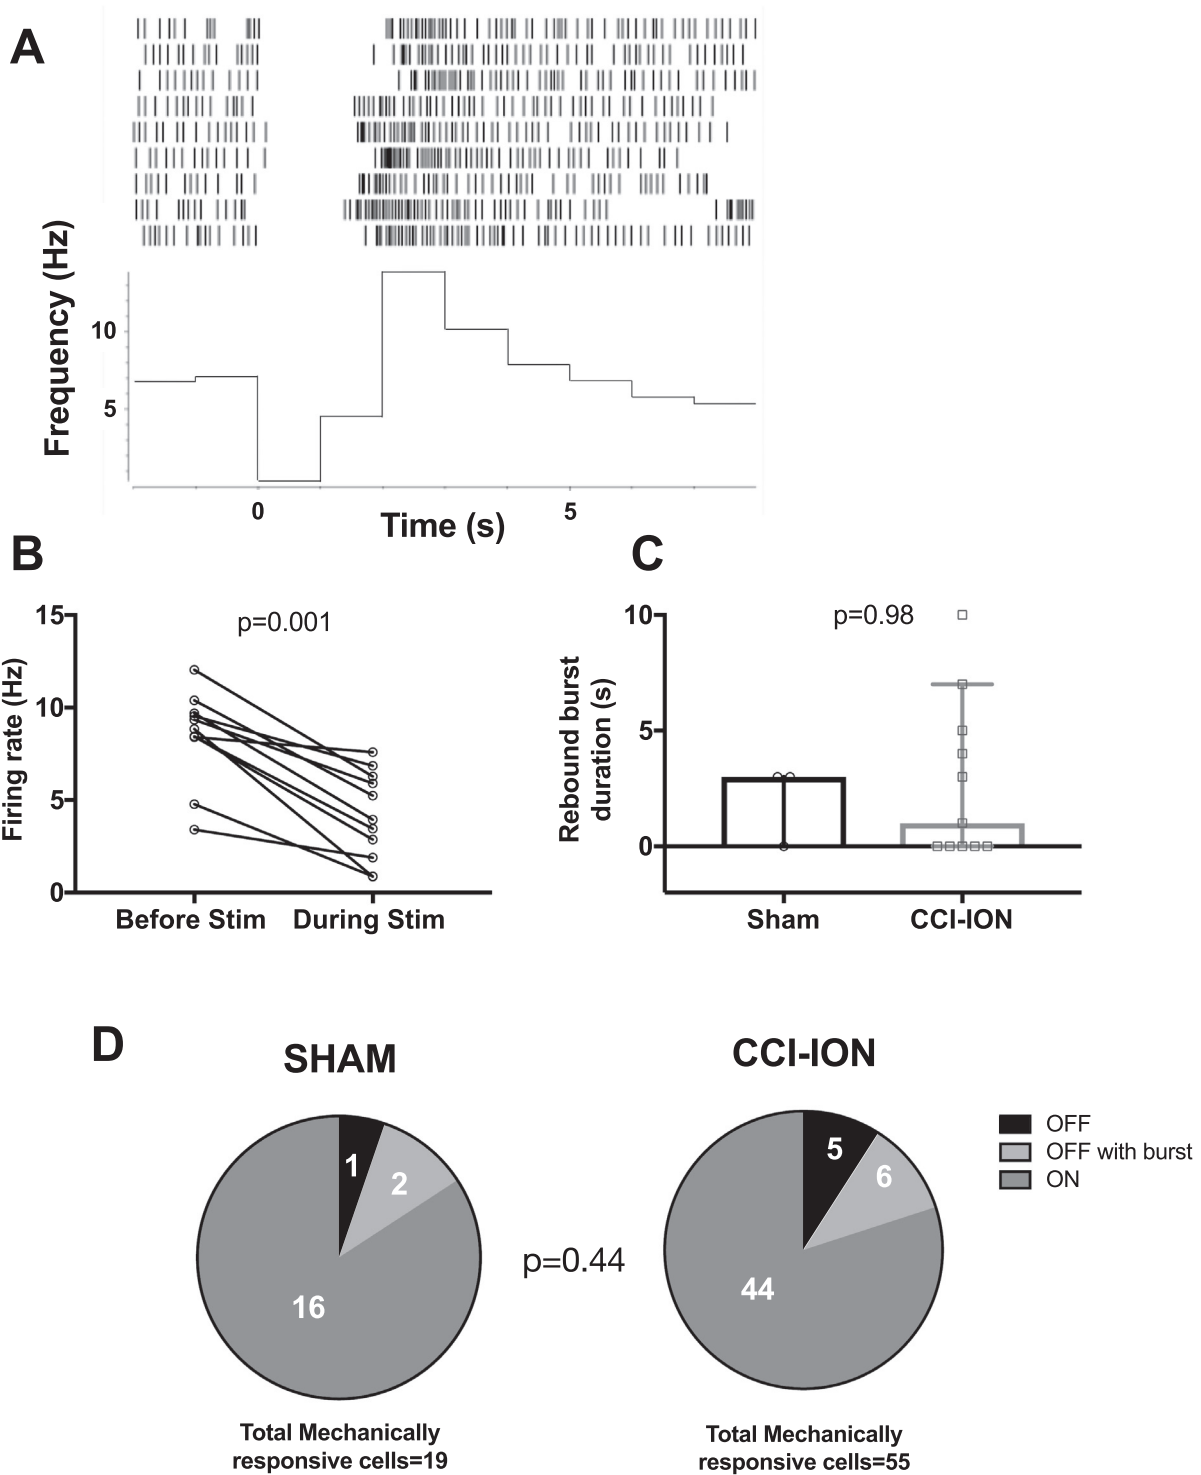 A
Frequency (Hz)
10
5
0
5
Time (s)
B
C
15
10
5
0
Firing rate (Hz)
p=0.001
Before Stim
During Stim
10
5
0
Rebound burst
duration (s)
p=0.98
Sham
CCI-ION
D
SHAM
CCI-ION
1
2
16
p=0.44
5
6
44
OFF
OFF with burst
ON
Total Mechanically
responsive cells=19
Total Mechanically
responsive cells=55